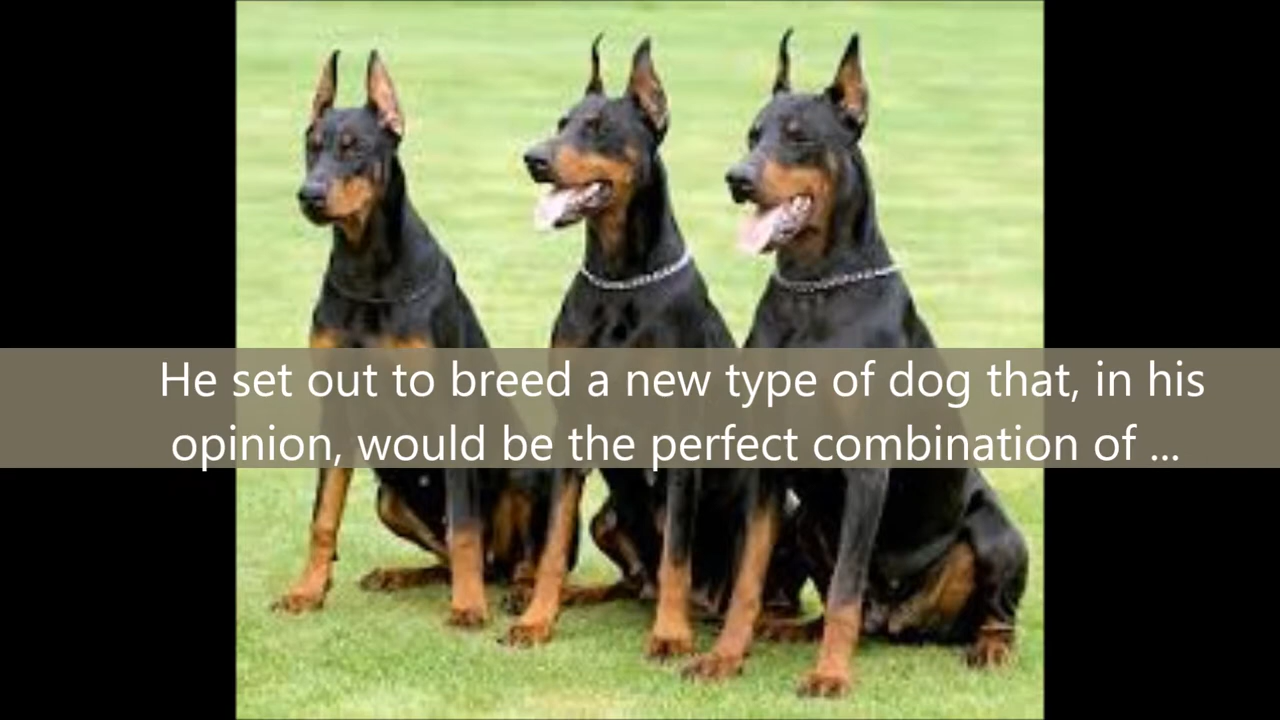 He set out to breed a new type of dog that, in his
opinion, would be the perfect combination of ...